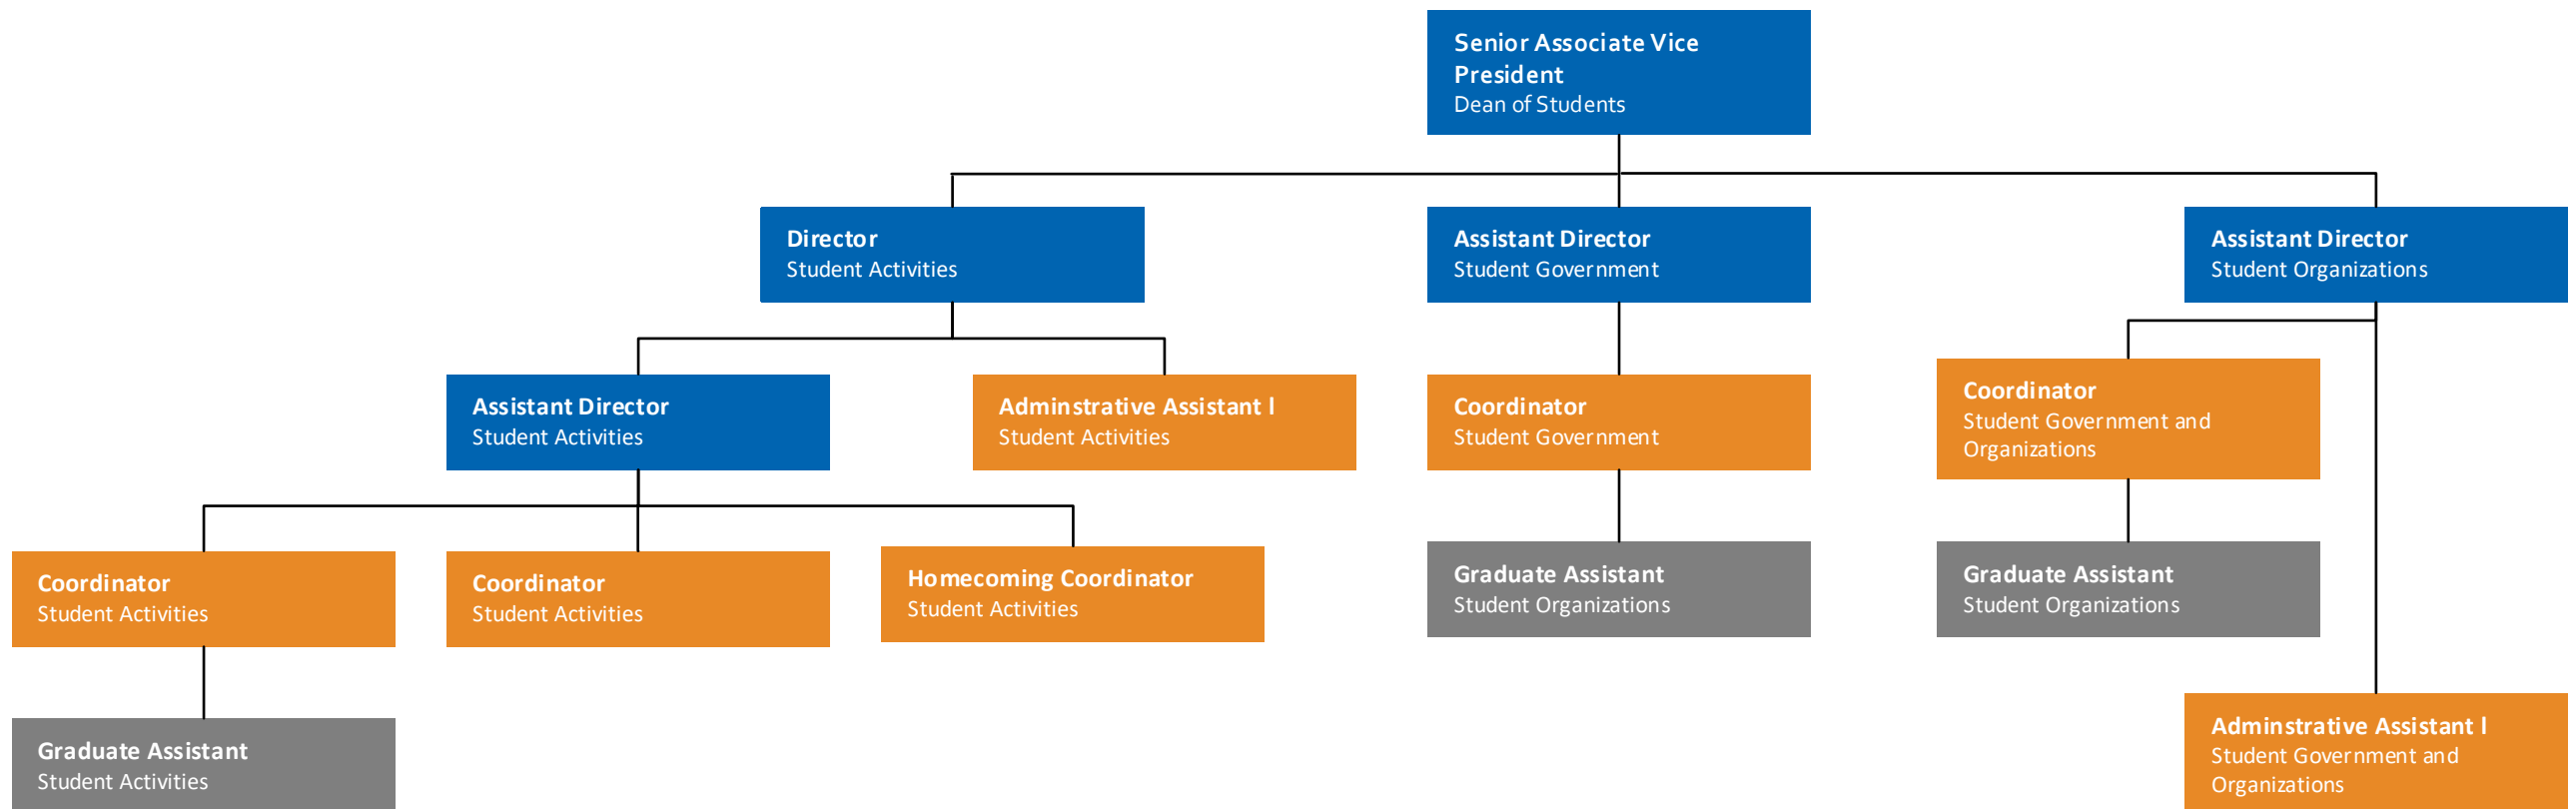 Senior Associate Vice
President
Dean of Students
Director
Student Activities
Assistant Director
Student Government
Assistant Director
Student Organizations
Assistant Director
Student Activities
Adminstrative Assistant I
Student Activities
Coordinator
Student Government
Coordinator
Student Government and
Organizations
Coordinator
Student Activities
Coordinator
Student Activities
Homecoming Coordinator
Student Activities
Graduate Assistant
Student Organizations
Graduate Assistant
Student Organizations
Graduate Assistant
Student Activities
Adminstrative Assistant I
Student Government and
Organizations